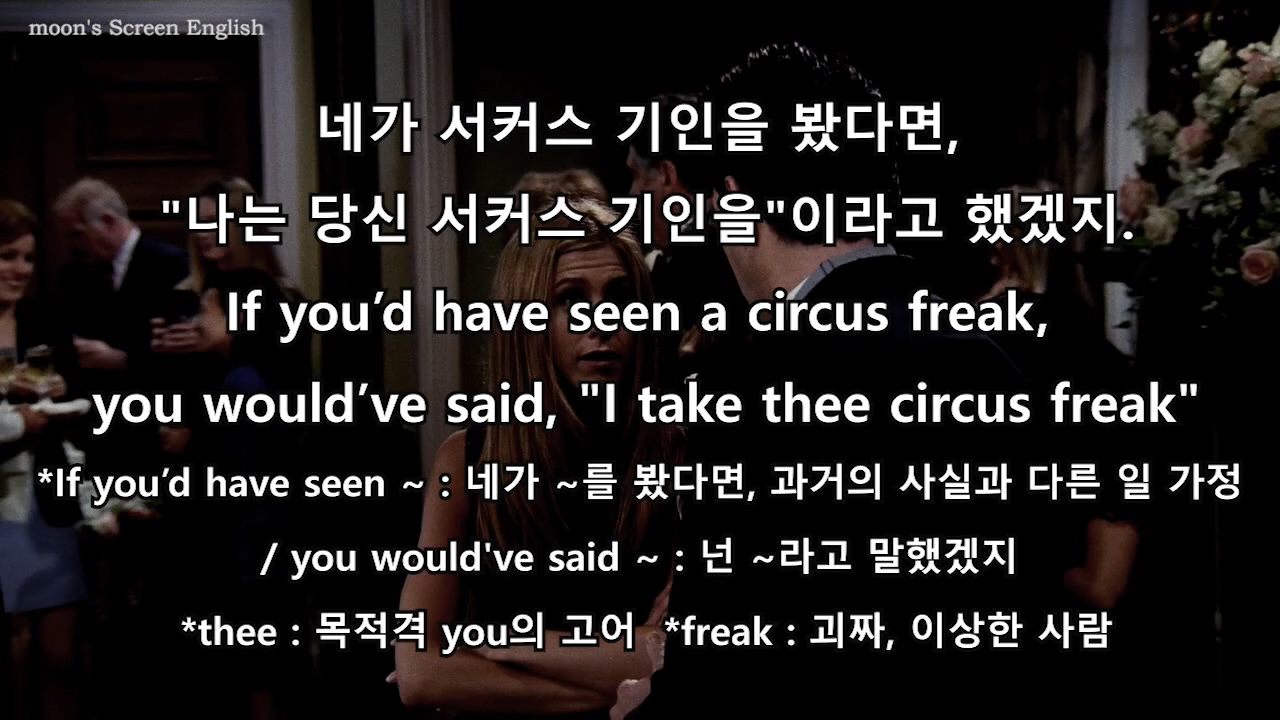 moon's Screen English
네가 서커스 기인을 봤다면,
"나는 당신 서커스 기인을"이라고 했겠지.
If you’d have seen a circus freak,
you would’ve said, "I take thee circus freak"
*If you’d have seen ~ : 네가 ~를 봤다면, 과거의 사실과 다른 일 가정
/ you would've said ~ : 넌 ~라고 말했겠지
*thee : 목적격 you의 고어 *freak : 괴짜, 이상한 사람